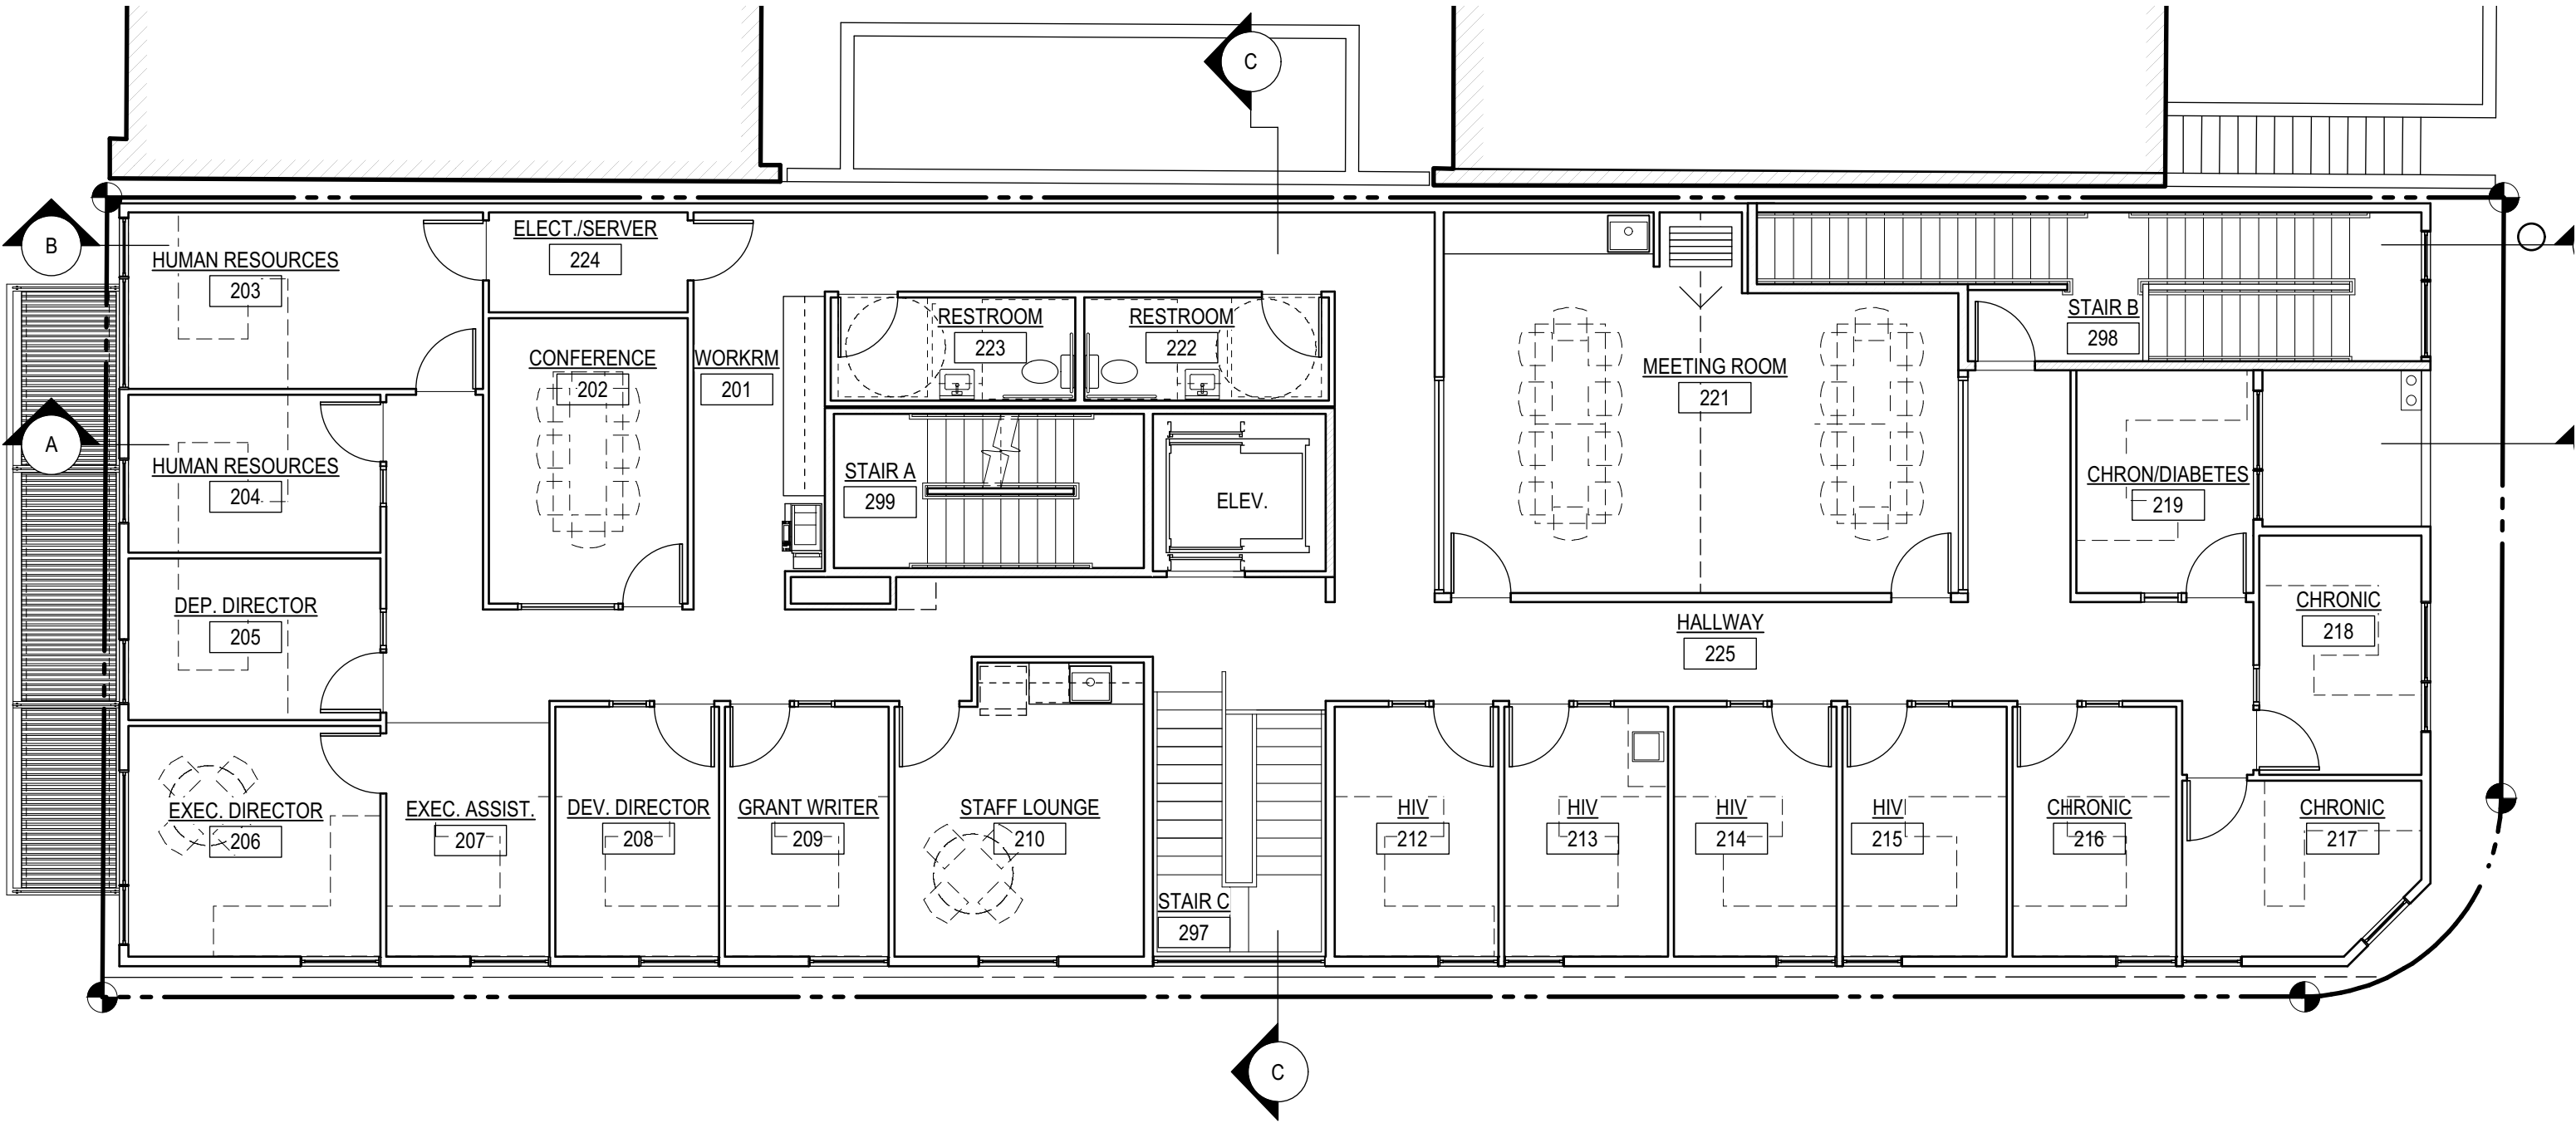 C
B
ELECT./SERVER
224
HUMAN RESOURCES
203
STAIR B
298
RESTROOM
223
RESTROOM
222
CONFERENCE
202
WORKRM
201
MEETING ROOM
221
A
HUMAN RESOURCES
204
STAIR A
299
ELEV.
CHRON/DIABETES
219
DEP. DIRECTOR
205
HALLWAY
225
CHRONIC
218
EXEC. DIRECTOR
206
EXEC. ASSIST.
207
DEV. DIRECTOR
208
GRANT WRITER
209
STAFF LOUNGE
210
STAIR C
297
HIV
212
HIV
213
HIV
214
HIV
215
CHRONIC
216
CHRONIC
217
C